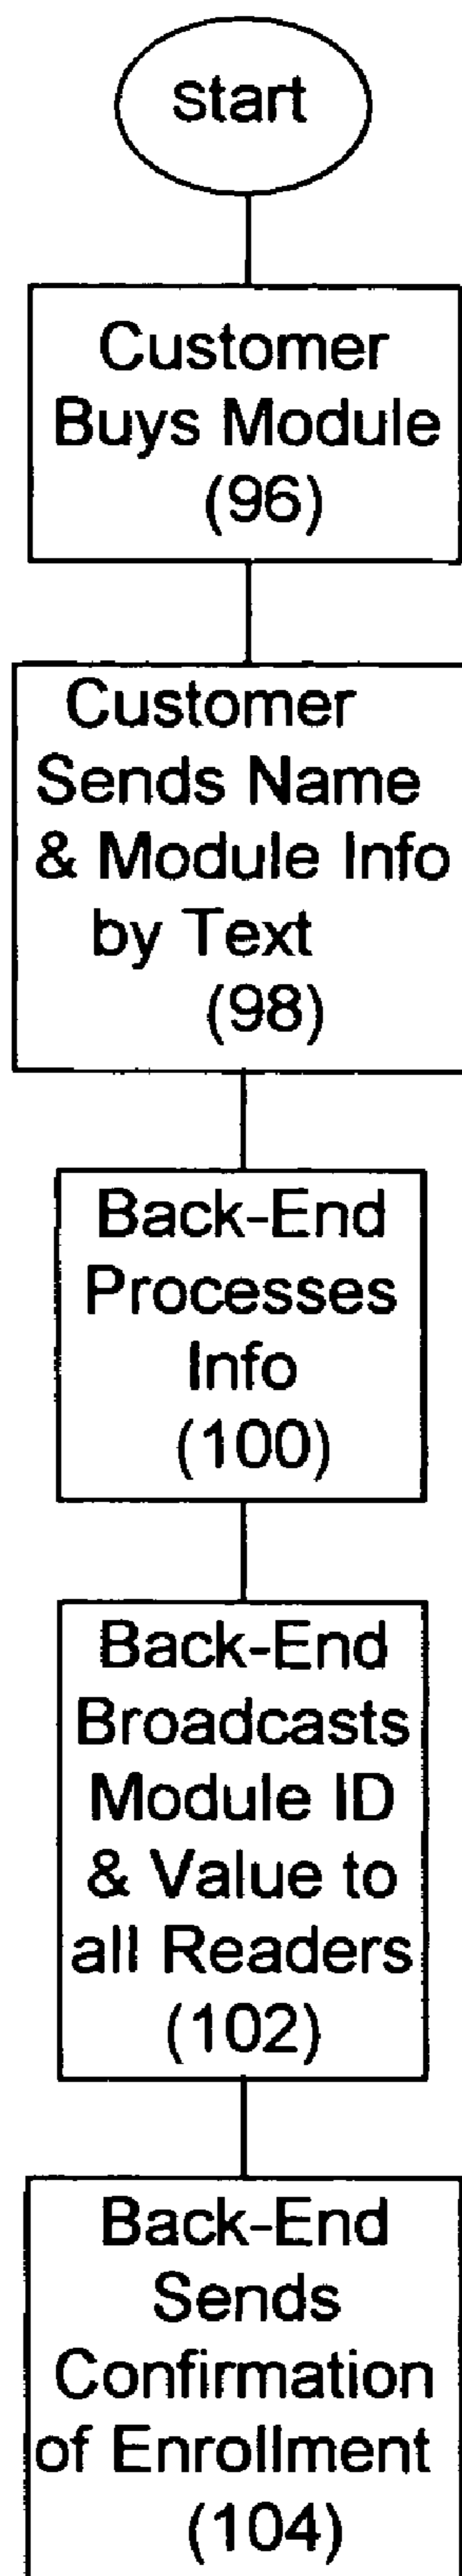 Start
Customer
Buys Module
(96)
Customer
Sends Name
& Module Info
by Text
(98)
Back-End
Processes
Info
(100)
Back-End
Broadcasts
Module ID
& Value to
all Readers
(102)
Back-End
Sends
Confirmation
of Enrollment
(104)